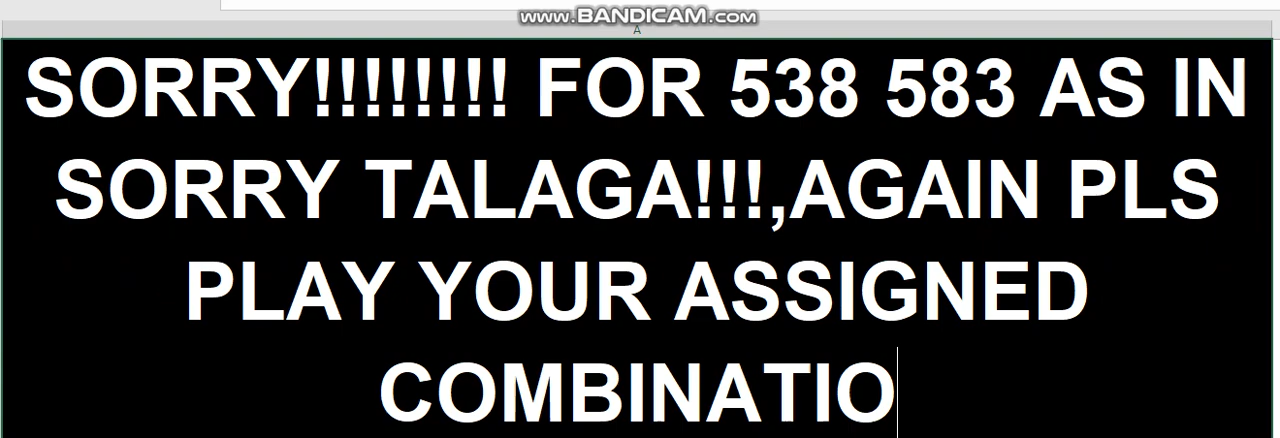 www.BANDICAM.com
A
SORRY!!!!!!!! FOR 538 583 AS IN
SORRY TALAGA!!!,AGAIN PLS
PLAY YOUR ASSIGNED
COMBINATIO